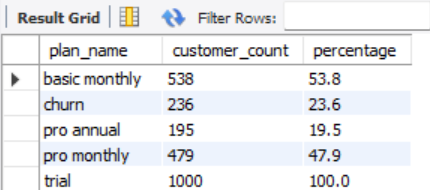 Result Grid Filter Rows:
plan_name customer_count percentage
basic monthly 538 53.8
churn 236 23.6
pro annual 195 19.5
pro monthly 479 47.9
trial 1000 100.0